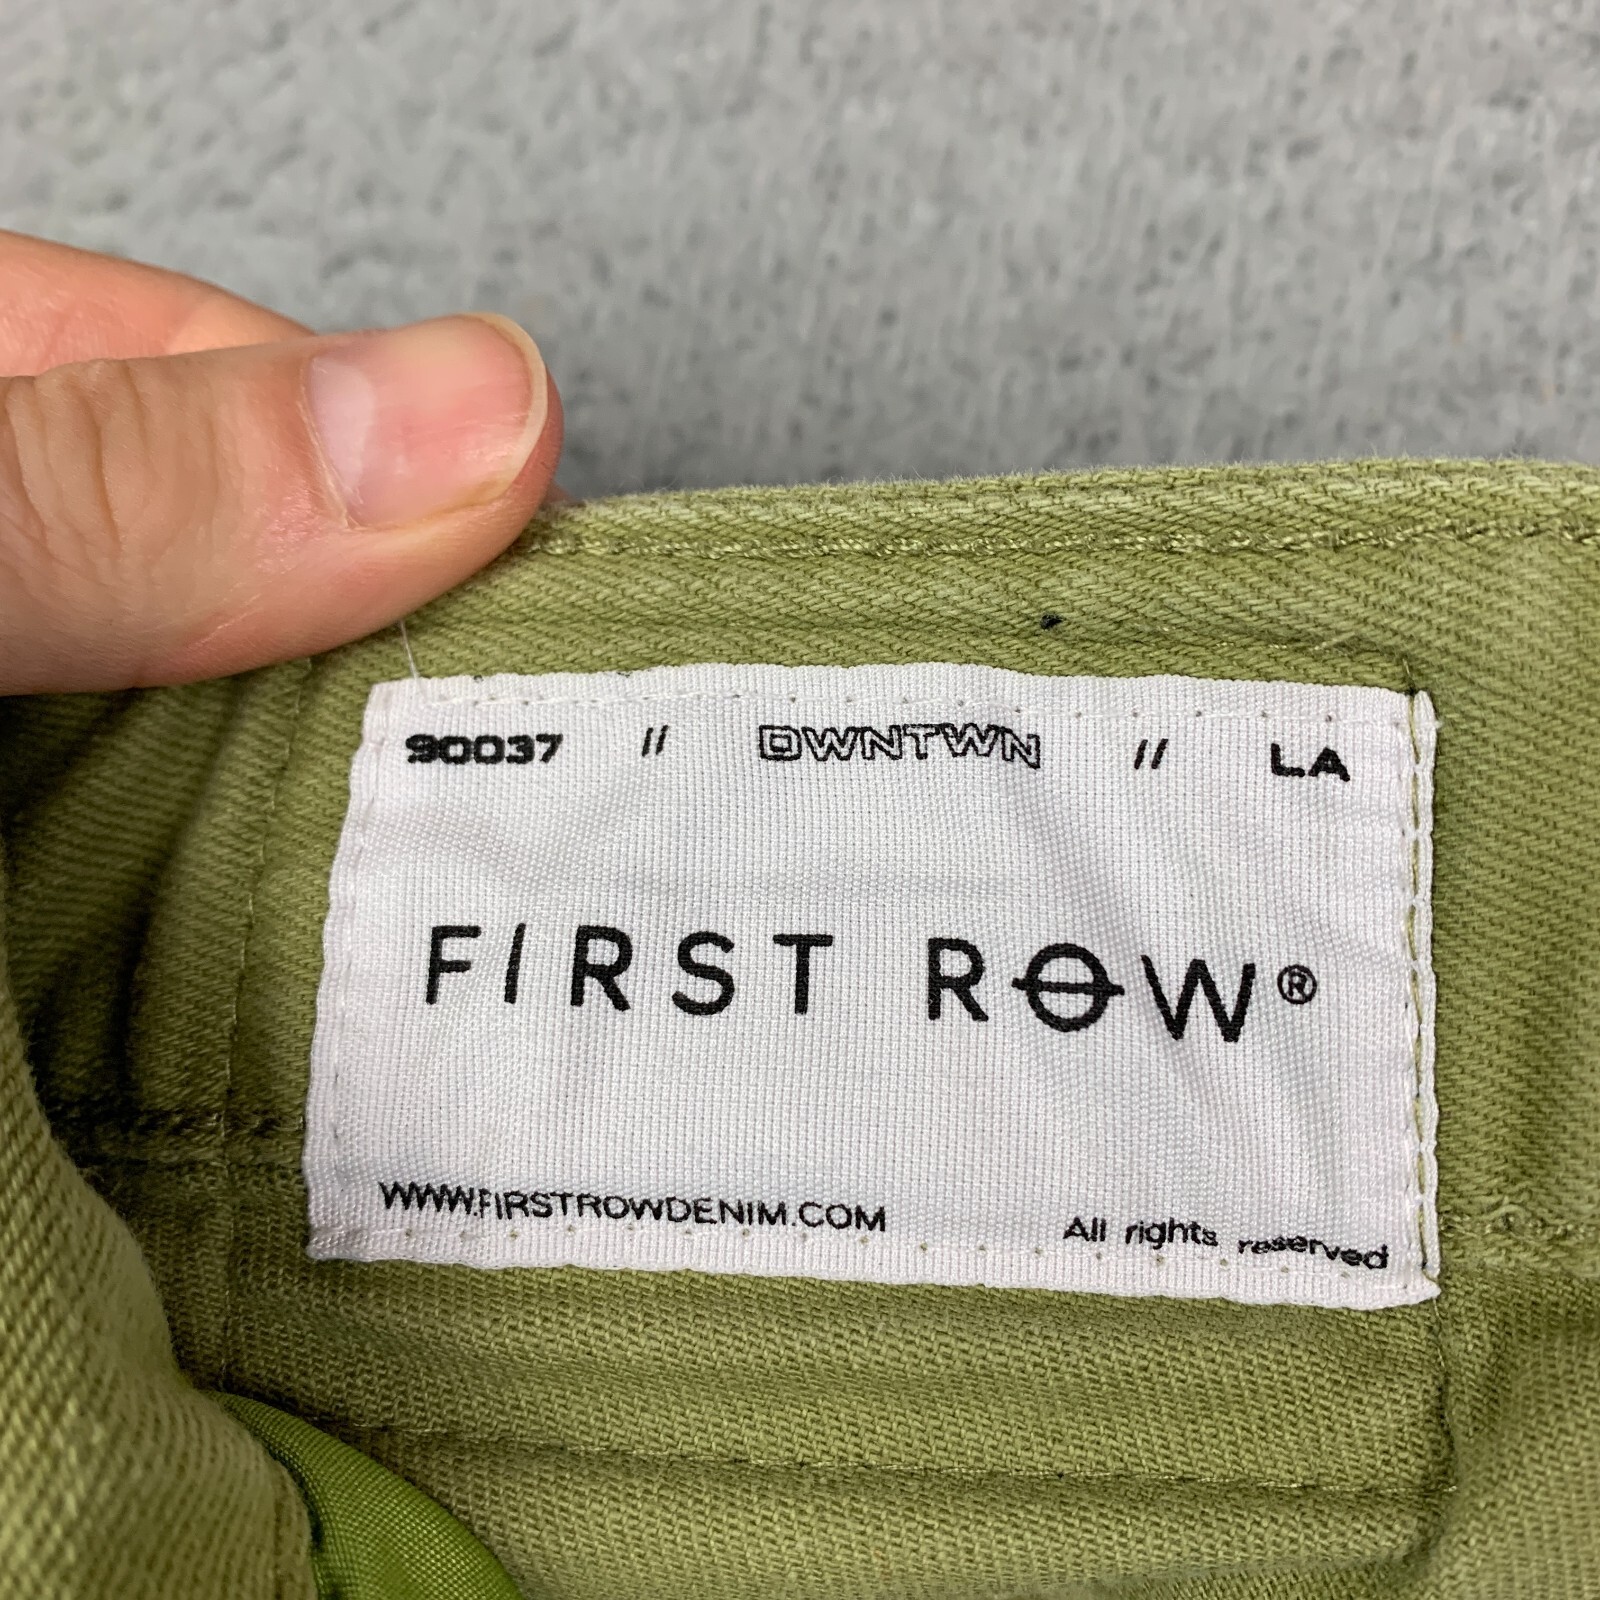 90037 // DWNTWN // LA
FIRST ROW®
WWW.FIRSTROWDENIM.COM All rights reserved